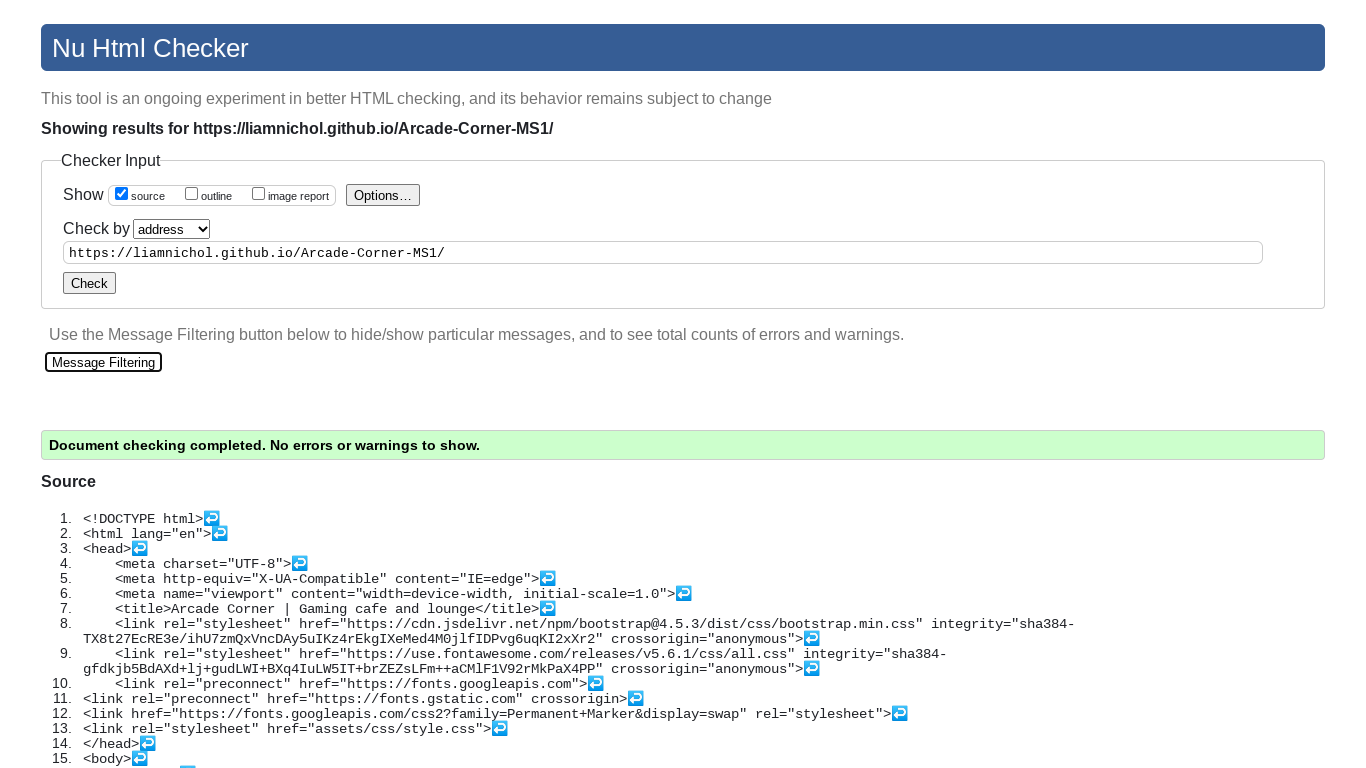 Nu Html Checker
This tool is an ongoing experiment in better HTML checking, and its behavior remains subject to change
Showing results for https://liamnichol.github.io/Arcade-Corner-MS1/
Checker Input
Show source outline image report Options…
Check by address
https://liamnichol.github.io/Arcade-Corner-MS1/
Check
Use the Message Filtering button below to hide/show particular messages, and to see total counts of errors and warnings.
Message Filtering
Document checking completed. No errors or warnings to show.
Source
1. <!DOCTYPE html>↩
2. <html lang="en">↩
3. <head>↩
4.     <meta charset="UTF-8">↩
5.     <meta http-equiv="X-UA-Compatible" content="IE=edge">↩
6.     <meta name="viewport" content="width=device-width, initial-scale=1.0">↩
7.     <title>Arcade Corner | Gaming cafe and lounge</title>↩
8.     <link rel="stylesheet" href="https://cdn.jsdelivr.net/npm/bootstrap@4.5.3/dist/css/bootstrap.min.css" integrity="sha384-
TX8t27EcRE3e/ihU7zmQxVncDAy5uIKz4rEkgIXeMed4M0jlfIDPvg6uqKI2xXr2" crossorigin="anonymous">↩
9.     <link rel="stylesheet" href="https://use.fontawesome.com/releases/v5.6.1/css/all.css" integrity="sha384-
gfdkjb5BdAXd+lj+gudLWI+BXq4IuLW5IT+brZEZsLFm++aCMlF1V92rMkPaX4PP" crossorigin="anonymous">↩
10.     <link rel="preconnect" href="https://fonts.googleapis.com">↩
11. <link rel="preconnect" href="https://fonts.gstatic.com" crossorigin>↩
12. <link href="https://fonts.googleapis.com/css2?family=Permanent+Marker&display=swap" rel="stylesheet">↩
13. <link rel="stylesheet" href="assets/css/style.css">↩
14. </head>↩
15. <body>↩